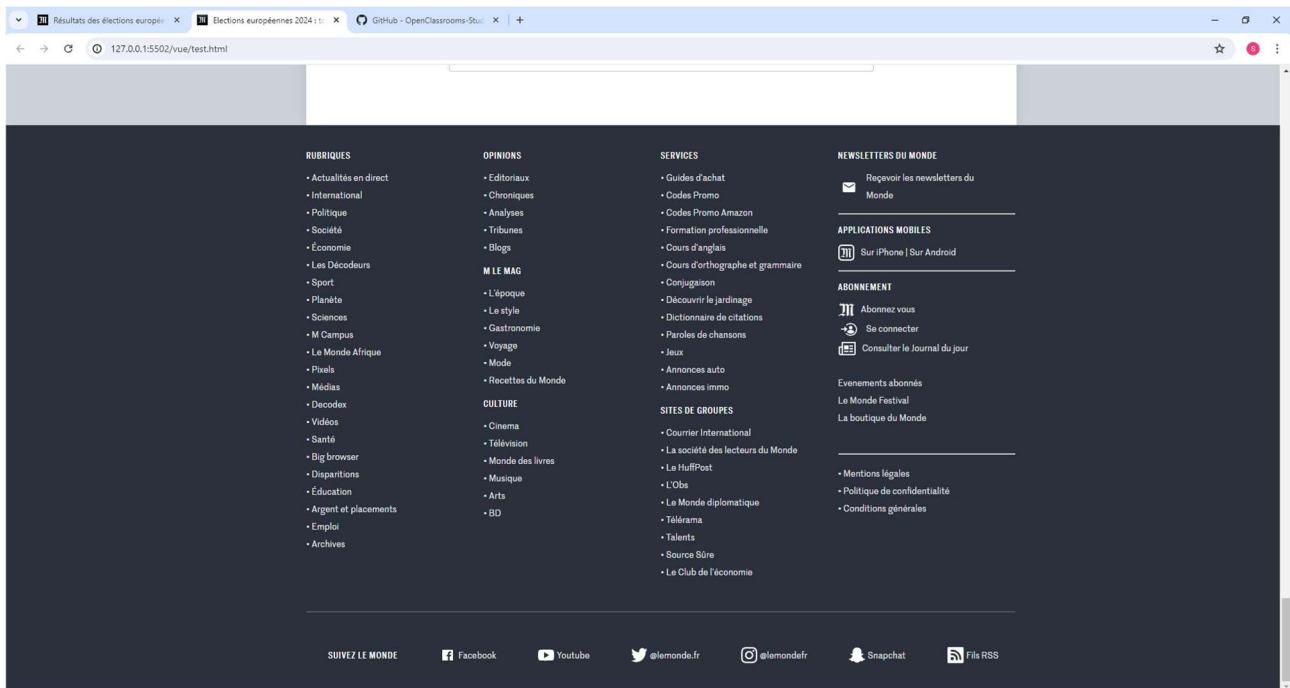 Résultats des élections europé
Elections européennes 2024 : t
GitHub - OpenClassrooms-Stu
127.0.0.1:5502/vue/test.html
S
RUBRIQUES
• Actualités en direct
• International
• Politique
• Société
• Économie
• Les Décodeurs
• Sport
• Planète
• Sciences
• M Campus
• Le Monde Afrique
• Pixels
• Médias
• Decodex
• Vidéos
• Santé
• Big browser
• Disparitions
• Éducation
• Argent et placements
• Emploi
• Archives
OPINIONS
• Editoriaux
• Chroniques
• Analyses
• Tribunes
• Blogs
M LE MAG
• L'époque
• Le style
• Gastronomie
• Voyage
• Mode
• Recettes du Monde
CULTURE
• Cinema
• Télévision
• Monde des livres
• Musique
• Arts
• BD
SERVICES
• Guides d'achat
• Codes Promo
• Codes Promo Amazon
• Formation professionnelle
• Cours d'anglais
• Cours d'orthographe et grammaire
• Conjugaison
• Découvrir le jardinage
• Dictionnaire de citations
• Paroles de chansons
• Jeux
• Annonces auto
• Annonces immo
SITES DE GROUPES
• Courrier International
• La société des lecteurs du Monde
• Le HuffPost
• L'Obs
• Le Monde diplomatique
• Télérama
• Talents
• Source Sûre
• Le Club de l'économie
NEWSLETTERS DU MONDE
Reçevoir les newsletters du
Monde
APPLICATIONS MOBILES
Sur iPhone | Sur Android
ABONNEMENT
Abonnez vous
Se connecter
Consulter le Journal du jour
Evenements abonnés
Le Monde Festival
La boutique du Monde
• Mentions légales
• Politique de confidentialité
• Conditions générales
SUIVEZ LE MONDE
Facebook
Youtube
@lemonde.fr
@lemondefr
Snapchat
Fils RSS